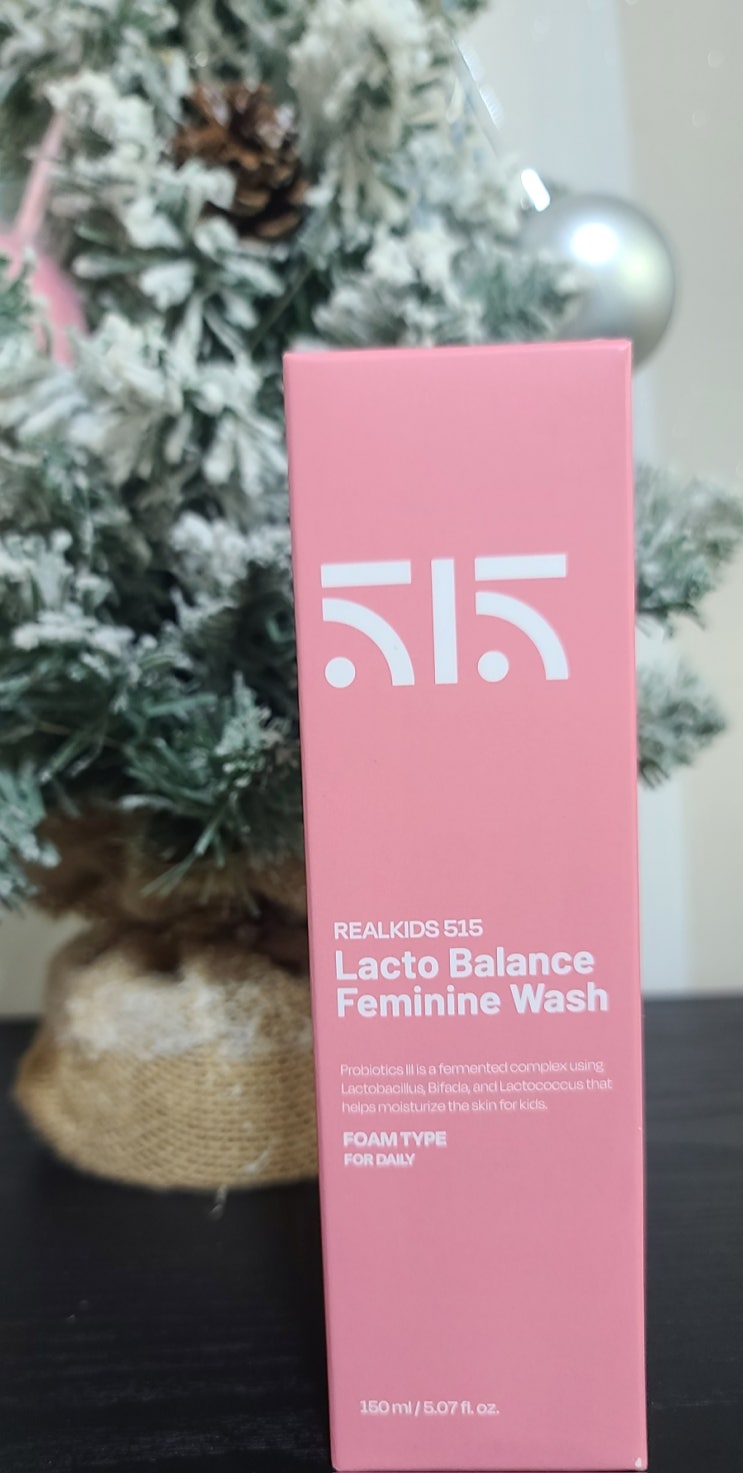 515
REALKIDS 515
Lacto Balance
Feminine Wash
Probiotics III is a fermented complex using
Lactobacillus, Bifada, and Lactococcus that
helps moisturize the skin for kids.
FOAM TYPE
FOR DAILY
150 ml / 5.07 fl. oz.